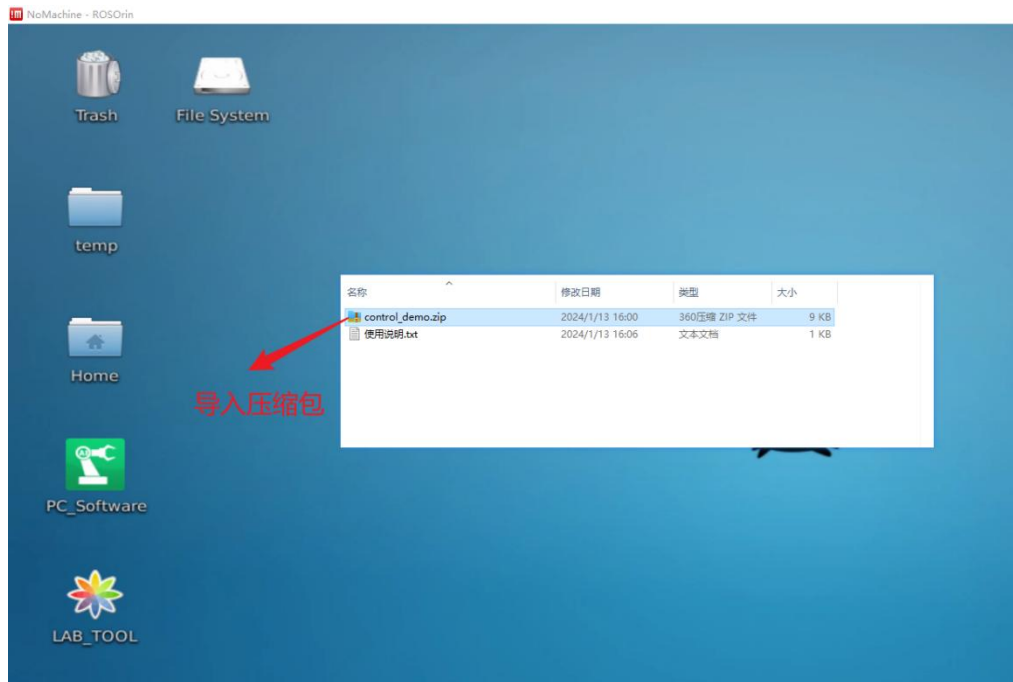 NoMachine - ROSOrin
Trash
File System
temp
名称
修改日期
类型
大小
control_demo.zip
2024/1/13 16:00
360压缩 ZIP 文件
9 KB
使用说明.txt
2024/1/13 16:06
文本文档
1 KB
Home
导入压缩包
PC_Software
LAB_TOOL